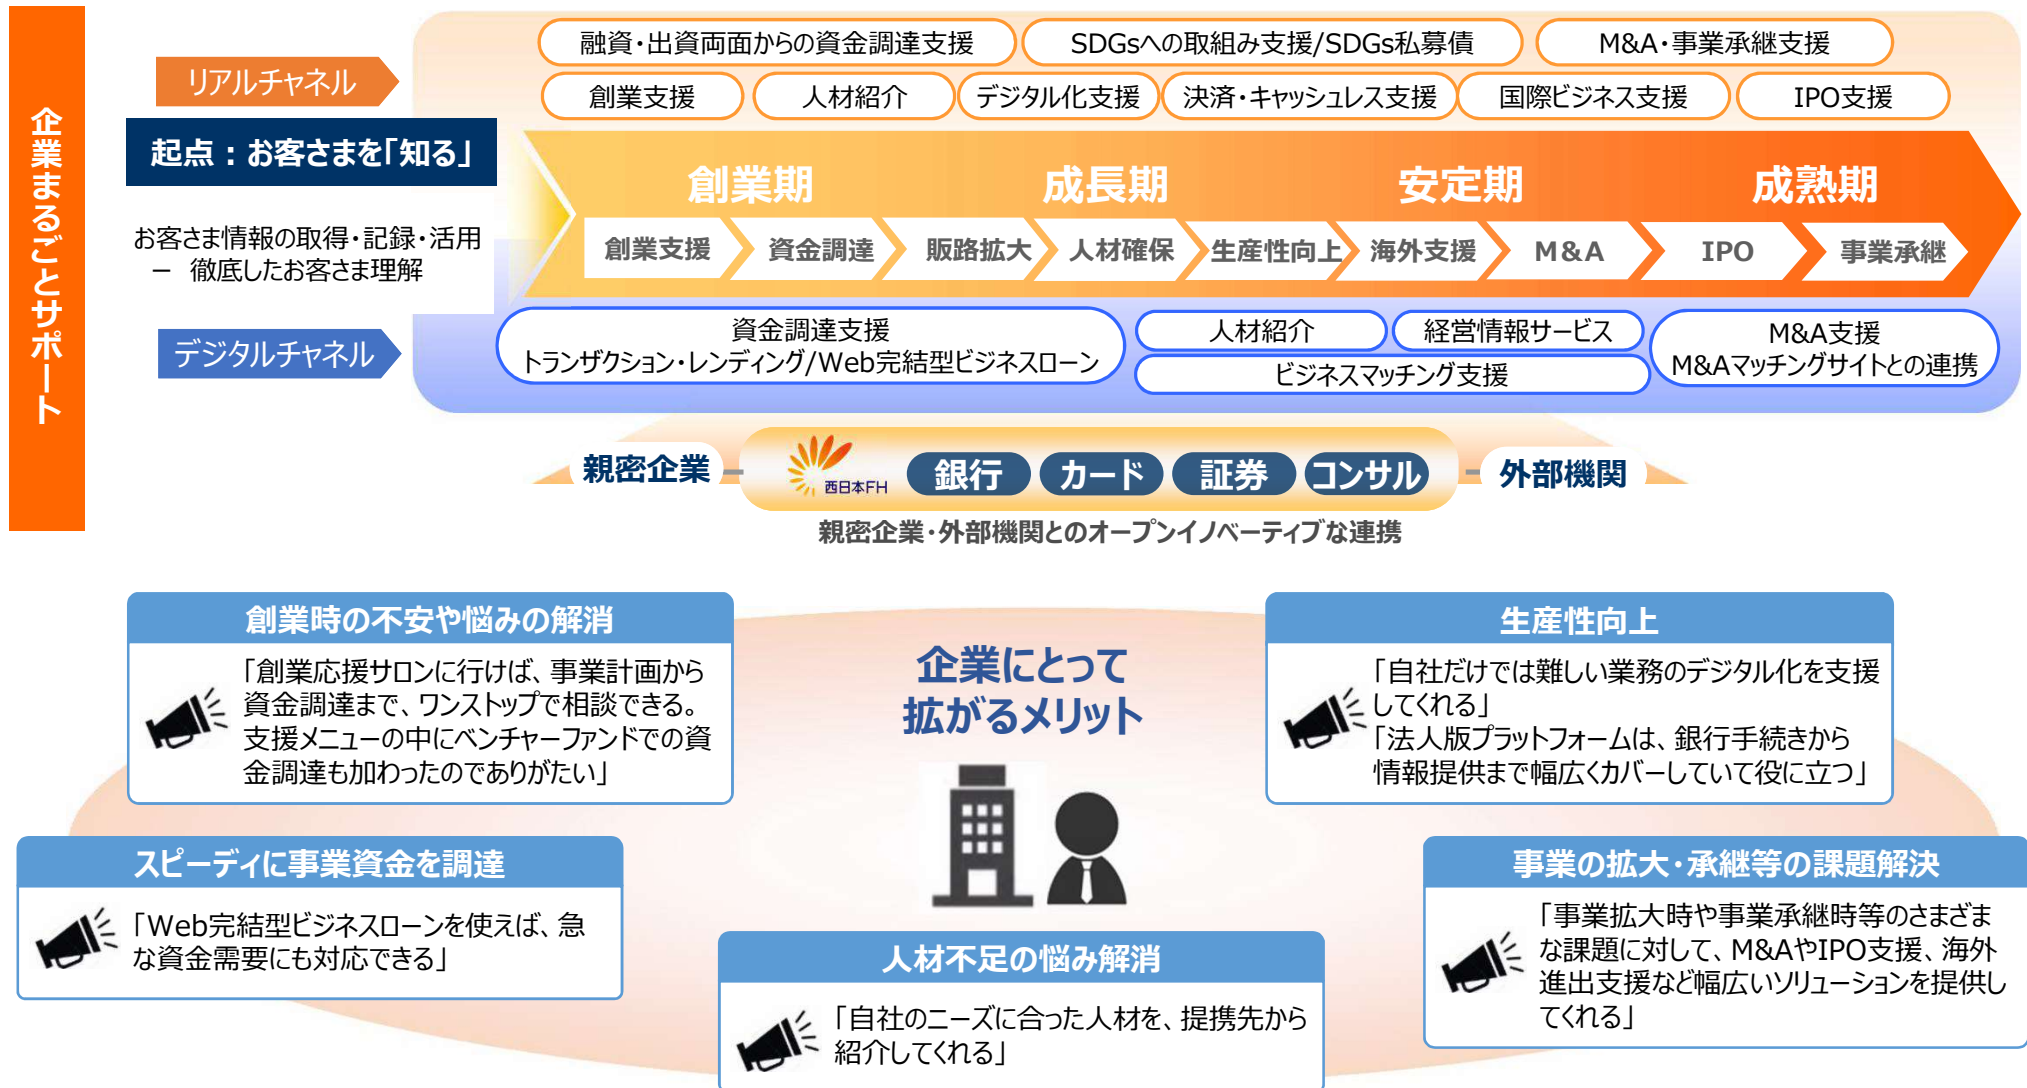 企業まるごとサポート
リアルチャネル
融資・出資両面からの資金調達支援
SDGsへの取組み支援/SDGs私募債
M&A・事業承継支援
創業支援
人材紹介
デジタル化支援
決済・キャッシュレス支援
国際ビジネス支援
IPO支援
起点：お客さまを「知る」
お客さま情報の取得・記録・活用
－ 徹底したお客さま理解
創業期
成長期
安定期
成熟期
創業支援
資金調達
販路拡大
人材確保
生産性向上
海外支援
M&A
IPO
事業承継
デジタルチャネル
資金調達支援
トランザクション・レンディング/Web完結型ビジネスローン
人材紹介
経営情報サービス
ビジネスマッチング支援
M&A支援
M&Aマッチングサイトとの連携
親密企業
西日本FH
銀行
カード
証券
コンサル
外部機関
親密企業・外部機関とのオープンイノベーティブな連携
企業にとって
拡がるメリット
創業時の不安や悩みの解消
「創業応援サロンに行けば、事業計画から
資金調達まで、ワンストップで相談できる。
支援メニューの中にベンチャーファンドでの資
金調達も加わったのでありがたい」
生産性向上
「自社だけでは難しい業務のデジタル化を支援
してくれる」
「法人版プラットフォームは、銀行手続きから
情報提供まで幅広くカバーしていて役に立つ」
スピーディに事業資金を調達
「Web完結型ビジネスローンを使えば、急
な資金需要にも対応できる」
人材不足の悩み解消
「自社のニーズに合った人材を、提携先から
紹介してくれる」
事業の拡大・承継等の課題解決
「事業拡大時や事業承継時等のさまざま
な課題に対して、M&AやIPO支援、海外
進出支援など幅広いソリューションを提供し
てくれる」